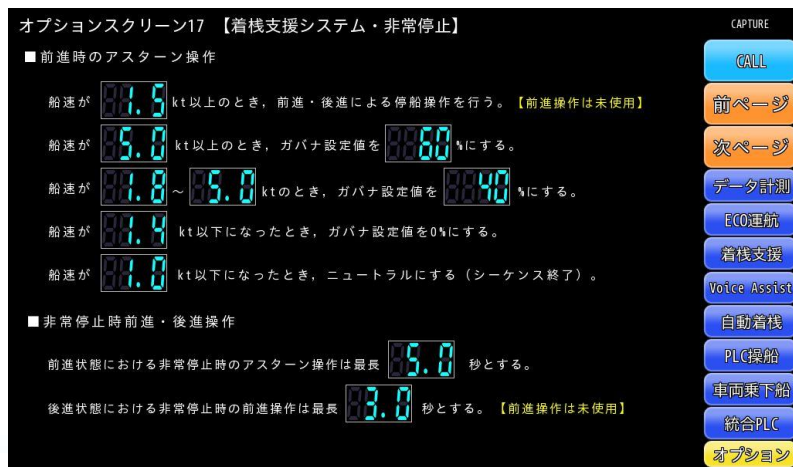 オプションスクリーン17 【着桟支援システム・非常停止】
CAPTURE
■前進時のアスターン操作
船速が 1.5 kt以上のとき，前進・後進による停船操作を行う。【前進操作は未使用】
船速が 5.0 kt以上のとき，ガバナ設定値を 60 %にする。
船速が 1.8 ～ 5.0 ktのとき，ガバナ設定値を 40 %にする。
船速が 1.4 kt以下になったとき，ガバナ設定値を0%にする。
船速が 1.0 kt以下になったとき，ニュートラルにする（シーケンス終了）。
■非常停止時前進・後進操作
前進状態における非常停止時のアスターン操作は最長 5.0 秒とする。
後進状態における非常停止時の前進操作は最長 3.0 秒とする。【前進操作は未使用】
CALL
前ページ
次ページ
データ計測
ECO運航
着桟支援
Voice Assist
自動着桟
PLC操船
車両乗下船
統合PLC
オプション